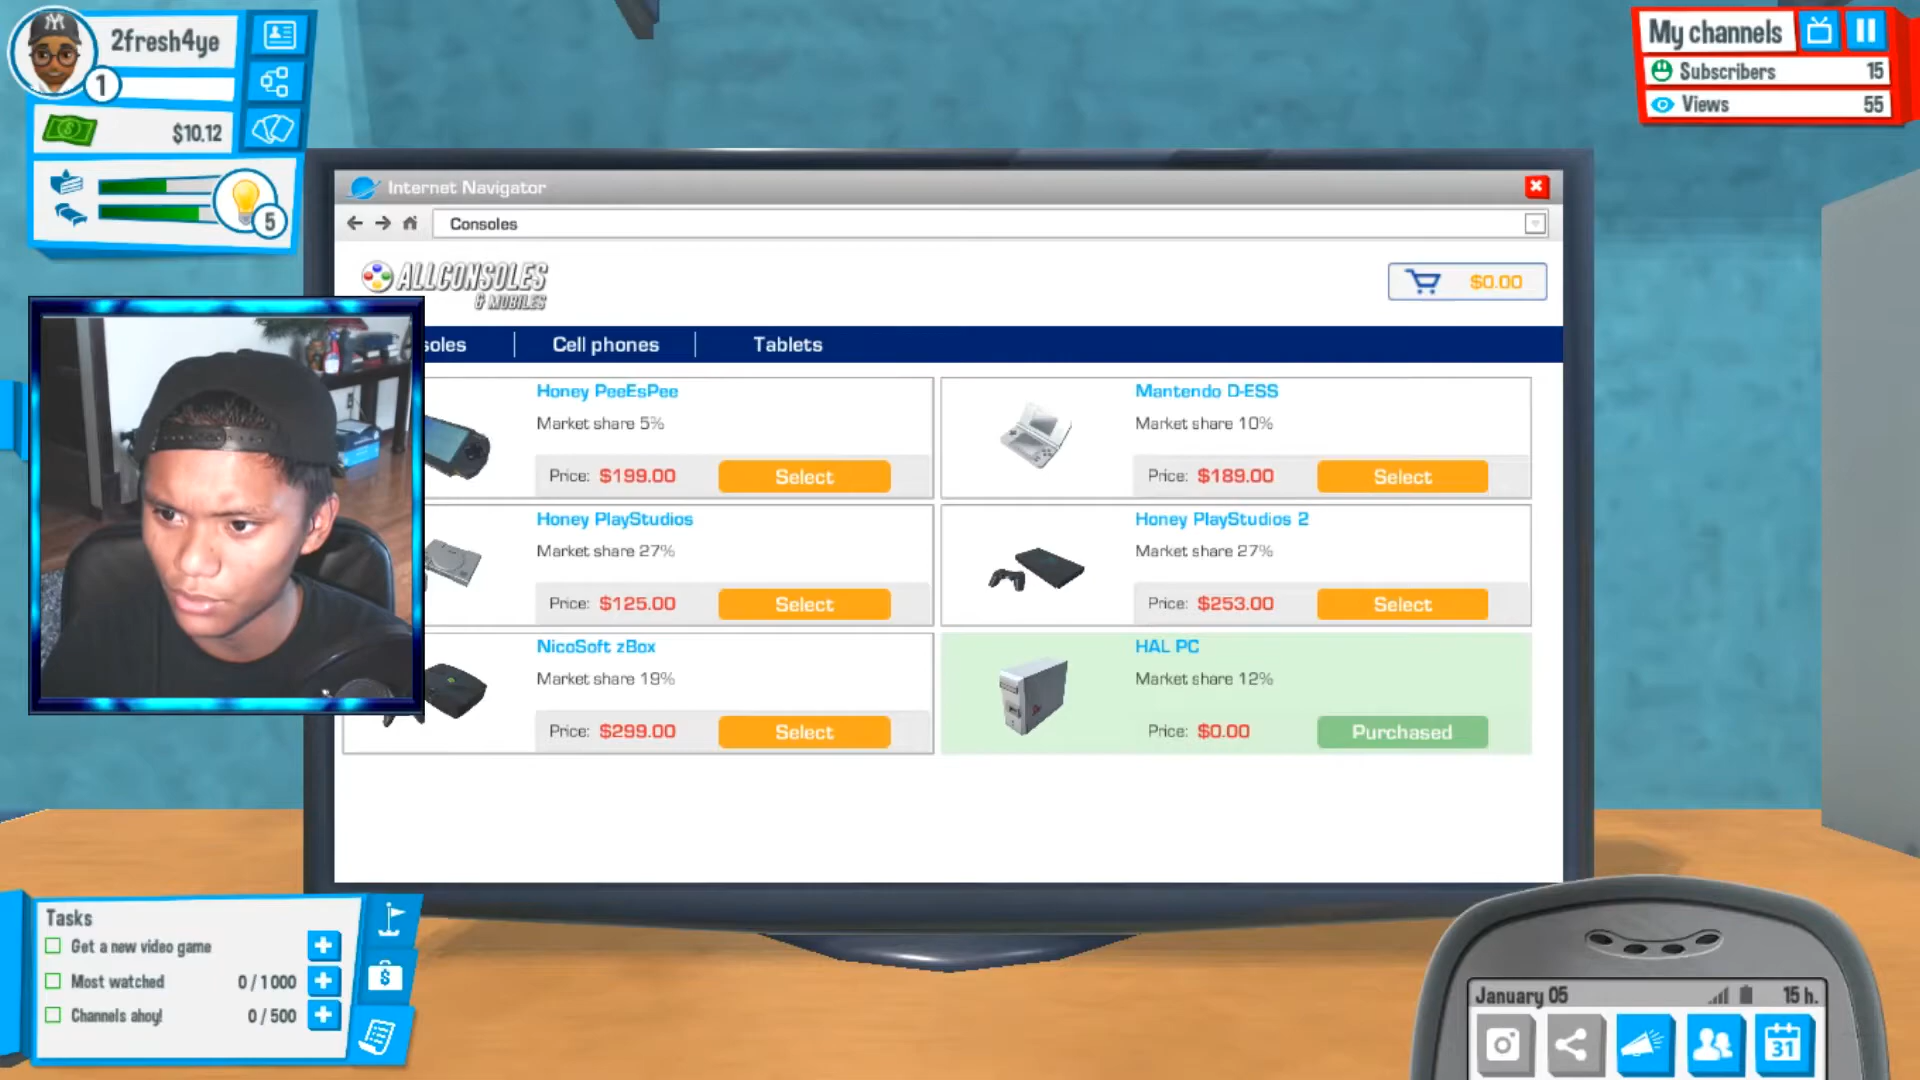 2fresh4ye
1
$10.12
5
My channels
Subscribers 15
Views 55
Internet Navigator
Consoles
ALLCONSOLES
& MOBILES
$0.00
soles
Cell phones
Tablets
Honey PeeEsPee
Market share 5%
Price: $199.00
Select
Mantendo D-ESS
Market share 10%
Price: $189.00
Select
Honey PlayStudios
Market share 27%
Price: $125.00
Select
Honey PlayStudios 2
Market share 27%
Price: $253.00
Select
NicoSoft zBox
Market share 19%
Price: $299.00
Select
HAL PC
Market share 12%
Price: $0.00
Purchased
Tasks
Get a new video game
Most watched 0 / 1 000
Channels ahoy! 0 / 500
January 05 15 h.
31